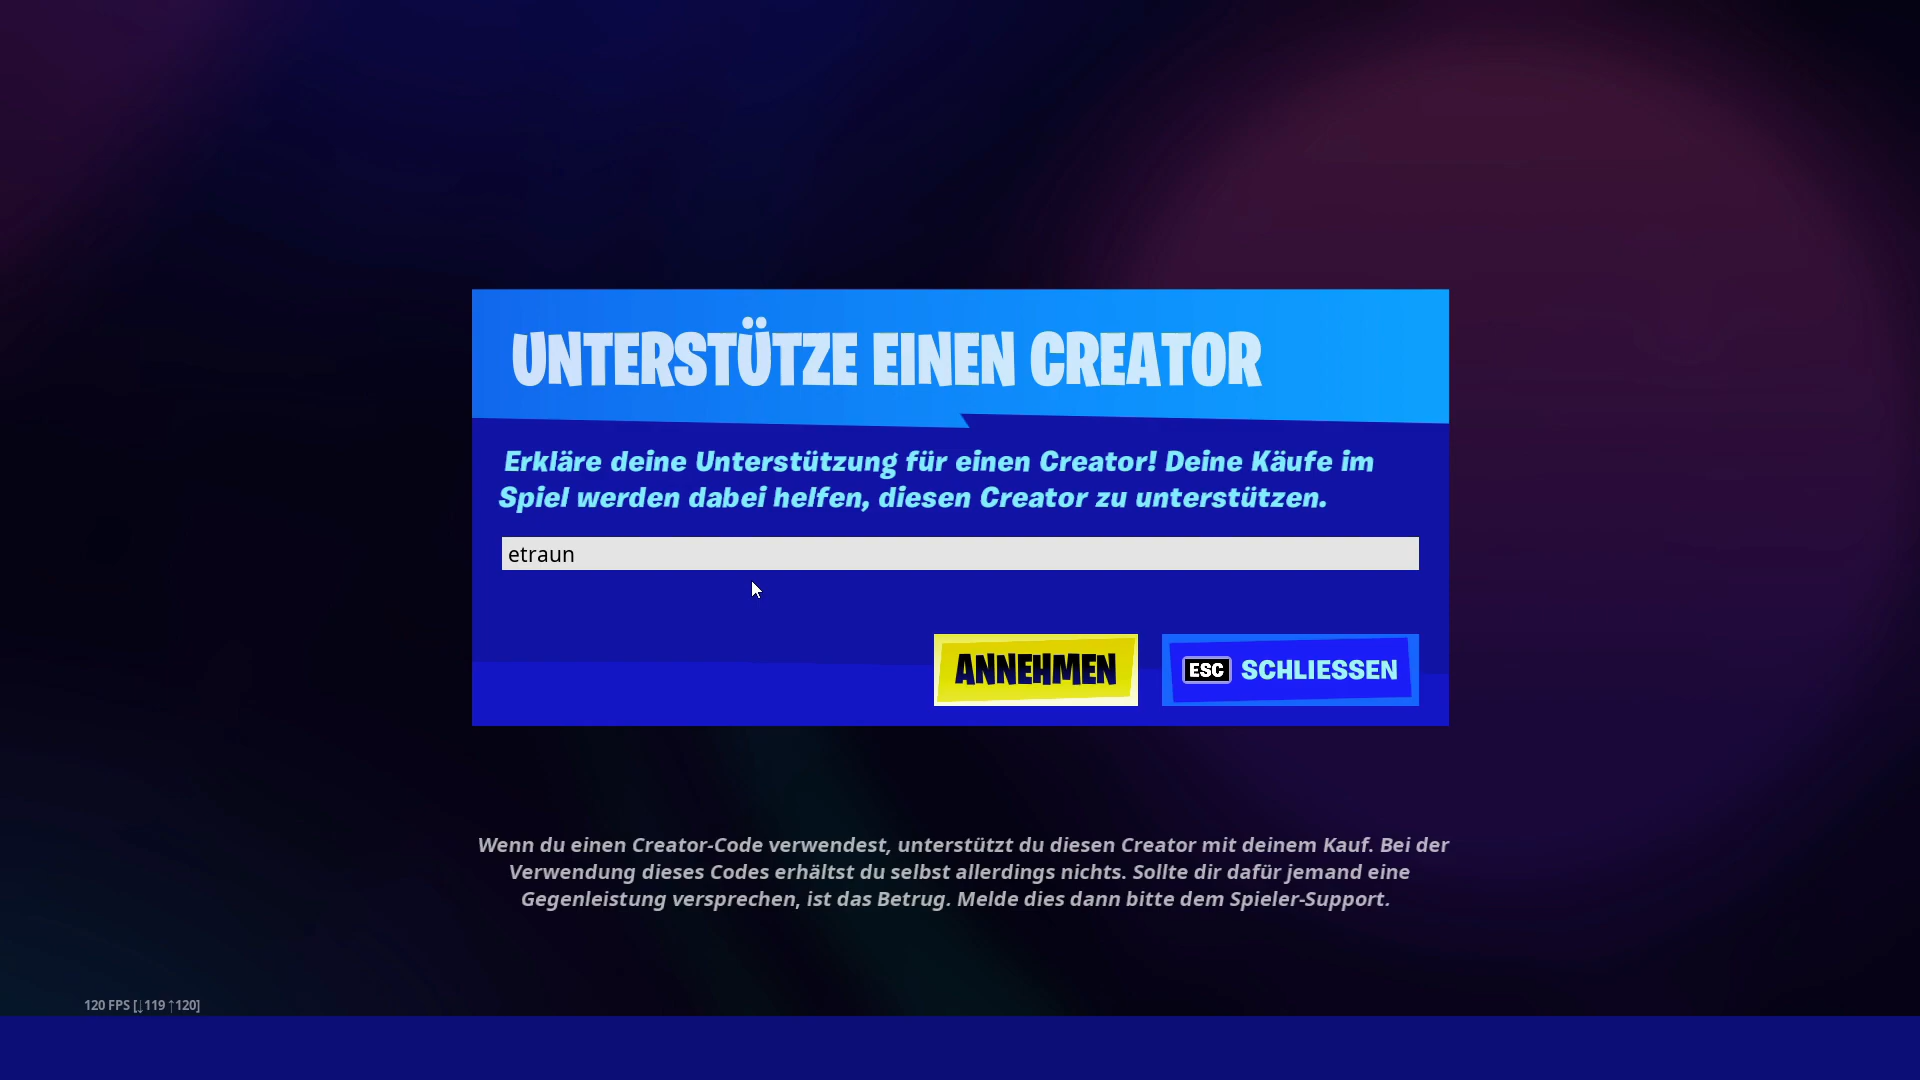 UNTERSTÜTZE EINEN CREATOR
Erkläre deine Unterstützung für einen Creator! Deine Käufe im
Spiel werden dabei helfen, diesen Creator zu unterstützen.
etraun
ANNEHMEN
ESC SCHLIESSEN
Wenn du einen Creator-Code verwendest, unterstützt du diesen Creator mit deinem Kauf. Bei der
Verwendung dieses Codes erhältst du selbst allerdings nichts. Sollte dir dafür jemand eine
Gegenleistung versprechen, ist das Betrug. Melde dies dann bitte dem Spieler-Support.
120 FPS [↓119 ↑120]